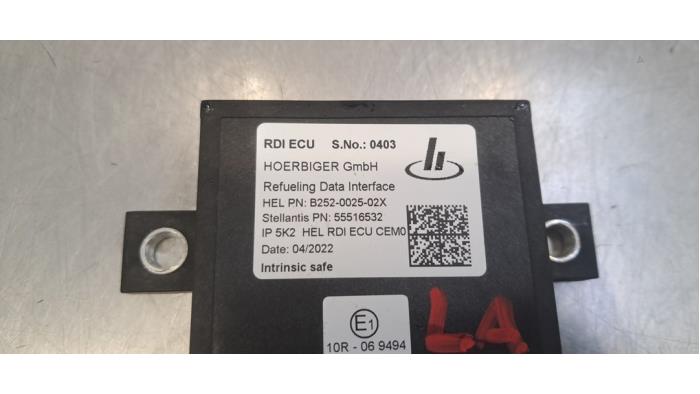 RDI ECU S.No.: 0403
HOERBIGER GmbH
Refueling Data Interface
HEL PN: B252-0025-02X
Stellantis PN: 55516532
IP 5K2 HEL RDI ECU CEM0
Date: 04/2022
Intrinsic safe
E1
10R - 06 9494
LA